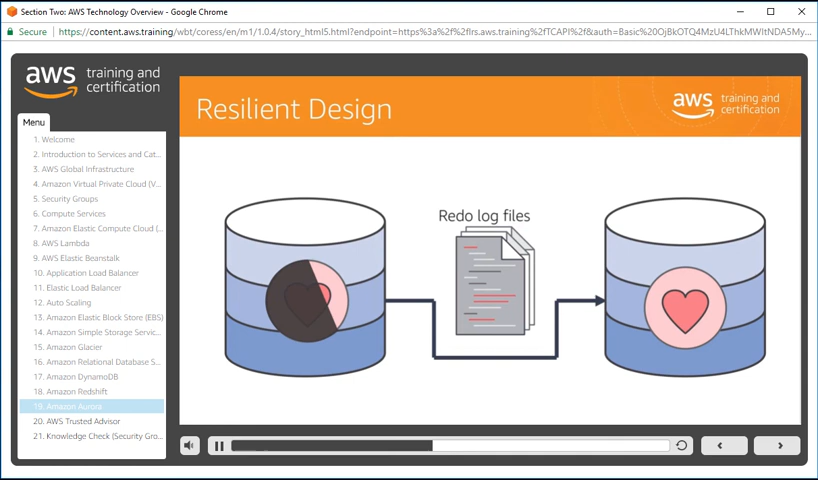 Section Two: AWS Technology Overview - Google Chrome
Secure https://content.aws.training/wbt/coress/en/m1/1.0.4/story_html5.html?endpoint=https%3a%2f%2flrs.aws.training%2fTCAPI%2f&auth=Basic%20OjBkOTQ4MzU4LThkMWItNDA5My...
aws training and
certification
Menu
1. Welcome
2. Introduction to Services and Cat...
3. AWS Global Infrastructure
4. Amazon Virtual Private Cloud (V...
5. Security Groups
6. Compute Services
7. Amazon Elastic Compute Cloud (...
8. AWS Lambda
9. AWS Elastic Beanstalk
10. Application Load Balancer
11. Elastic Load Balancer
12. Auto Scaling
13. Amazon Elastic Block Store (EBS)
14. Amazon Simple Storage Servic...
15. Amazon Glacier
16. Amazon Relational Database S...
17. Amazon DynamoDB
18. Amazon Redshift
19. Amazon Aurora
20. AWS Trusted Advisor
21. Knowledge Check (Security Gro...
Resilient Design
aws training and
certification
Redo log files